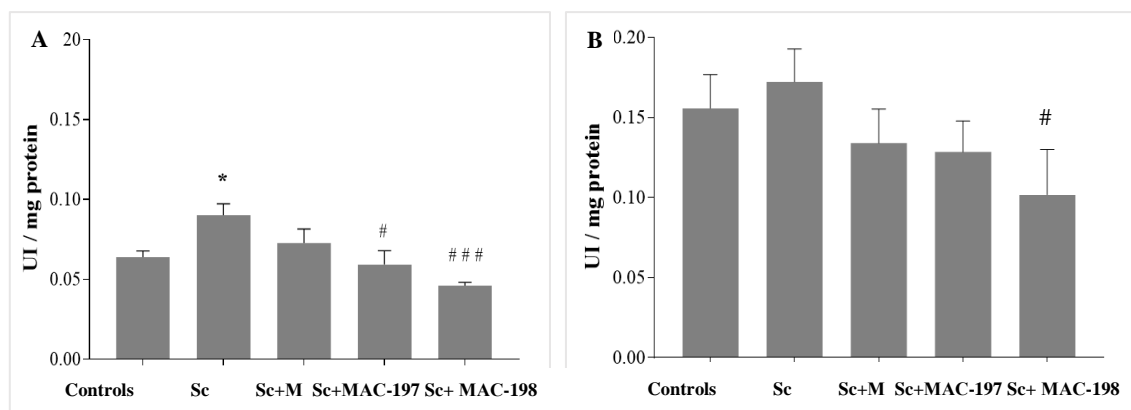 A
UI / mg protein
20
0.15
0.10
0.05
0.00
*
#
# # #
Controls Sc Sc+M Sc+MAC-197 Sc+ MAC-198
B
UI / mg protein
0.20
0.15
0.10
0.05
0.00
#
Controls Sc Sc+M Sc+MAC-197 Sc+ MAC-198